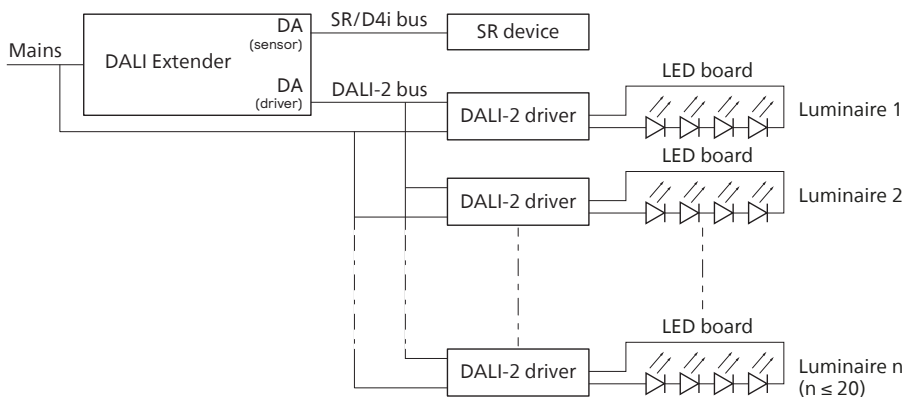 Mains
DALI Extender
DA
(sensor)
DA
(driver)
SR/D4i bus
SR device
DALI-2 bus
DALI-2 driver
LED board
Luminaire 1
DALI-2 driver
LED board
Luminaire 2
DALI-2 driver
LED board
Luminaire n
(n ≤ 20)